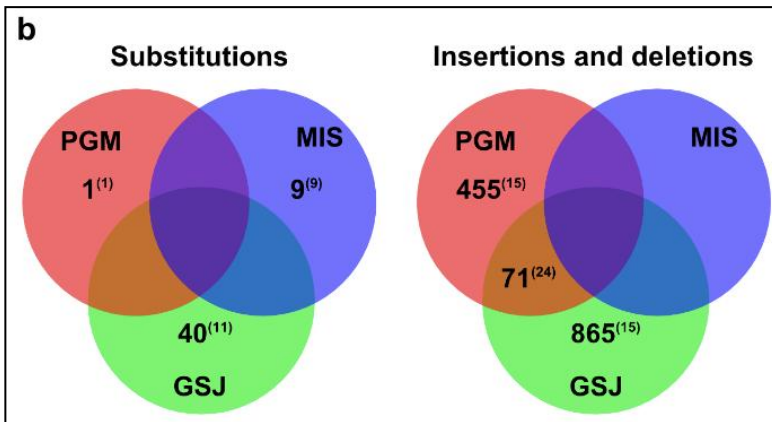 b
Substitutions
Insertions and deletions
PGM
MIS
1(1)
9(9)
40(11)
GSJ
PGM
MIS
455(15)
71(24)
865(15)
GSJ